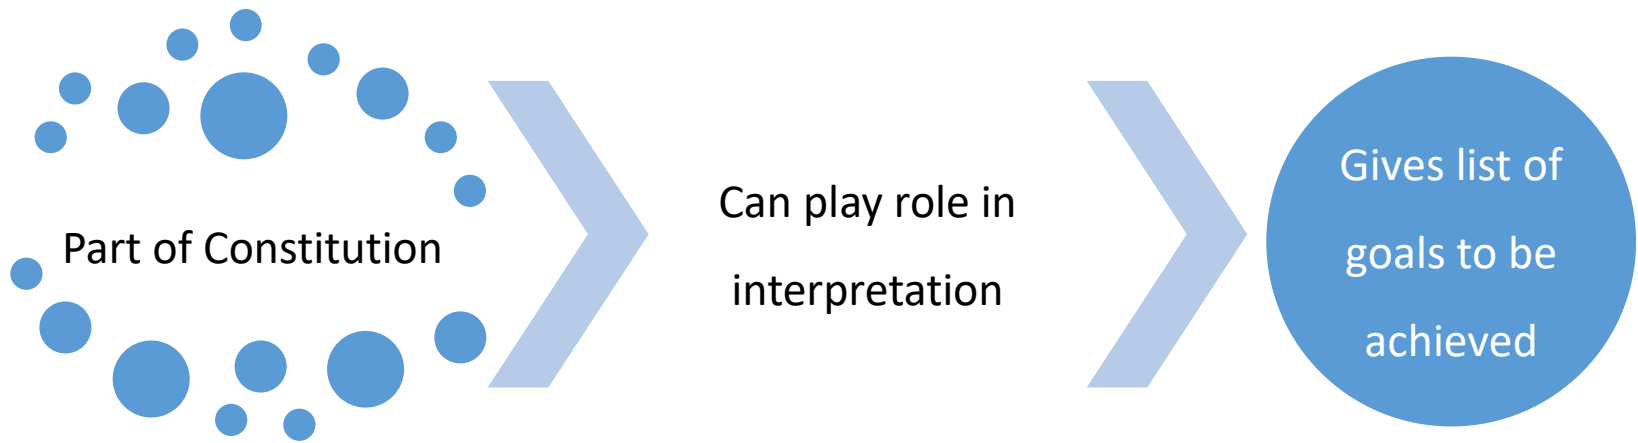 Part of Constitution
Can play role in
interpretation
Gives list of
goals to be
achieved